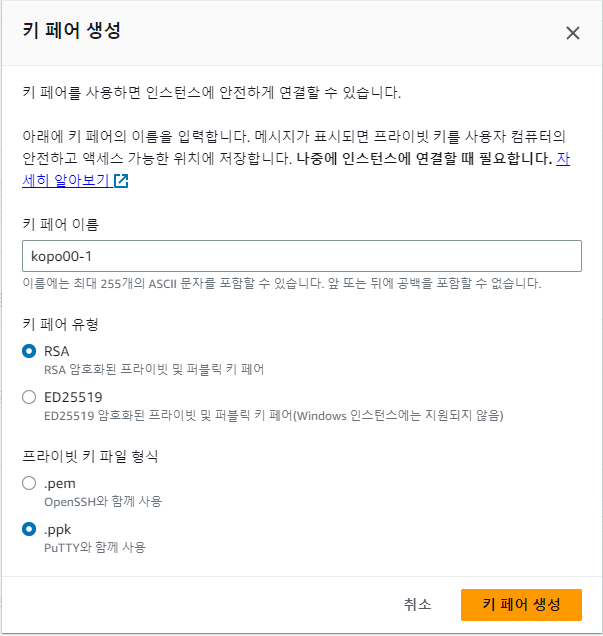 키 페어 생성
키 페어를 사용하면 인스턴스에 안전하게 연결할 수 있습니다.
아래에 키 페어의 이름을 입력합니다. 메시지가 표시되면 프라이빗 키를 사용자 컴퓨터의
안전하고 액세스 가능한 위치에 저장합니다. 나중에 인스턴스에 연결할 때 필요합니다. 자
세히 알아보기
키 페어 이름
kopo00-1
이름에는 최대 255개의 ASCII 문자를 포함할 수 있습니다. 앞 또는 뒤에 공백을 포함할 수 없습니다.
키 페어 유형
RSA
RSA 암호화된 프라이빗 및 퍼블릭 키 페어
ED25519
ED25519 암호화된 프라이빗 및 퍼블릭 키 페어(Windows 인스턴스에는 지원되지 않음)
프라이빗 키 파일 형식
.pem
OpenSSH와 함께 사용
.ppk
PuTTY와 함께 사용
취소
키 페어 생성